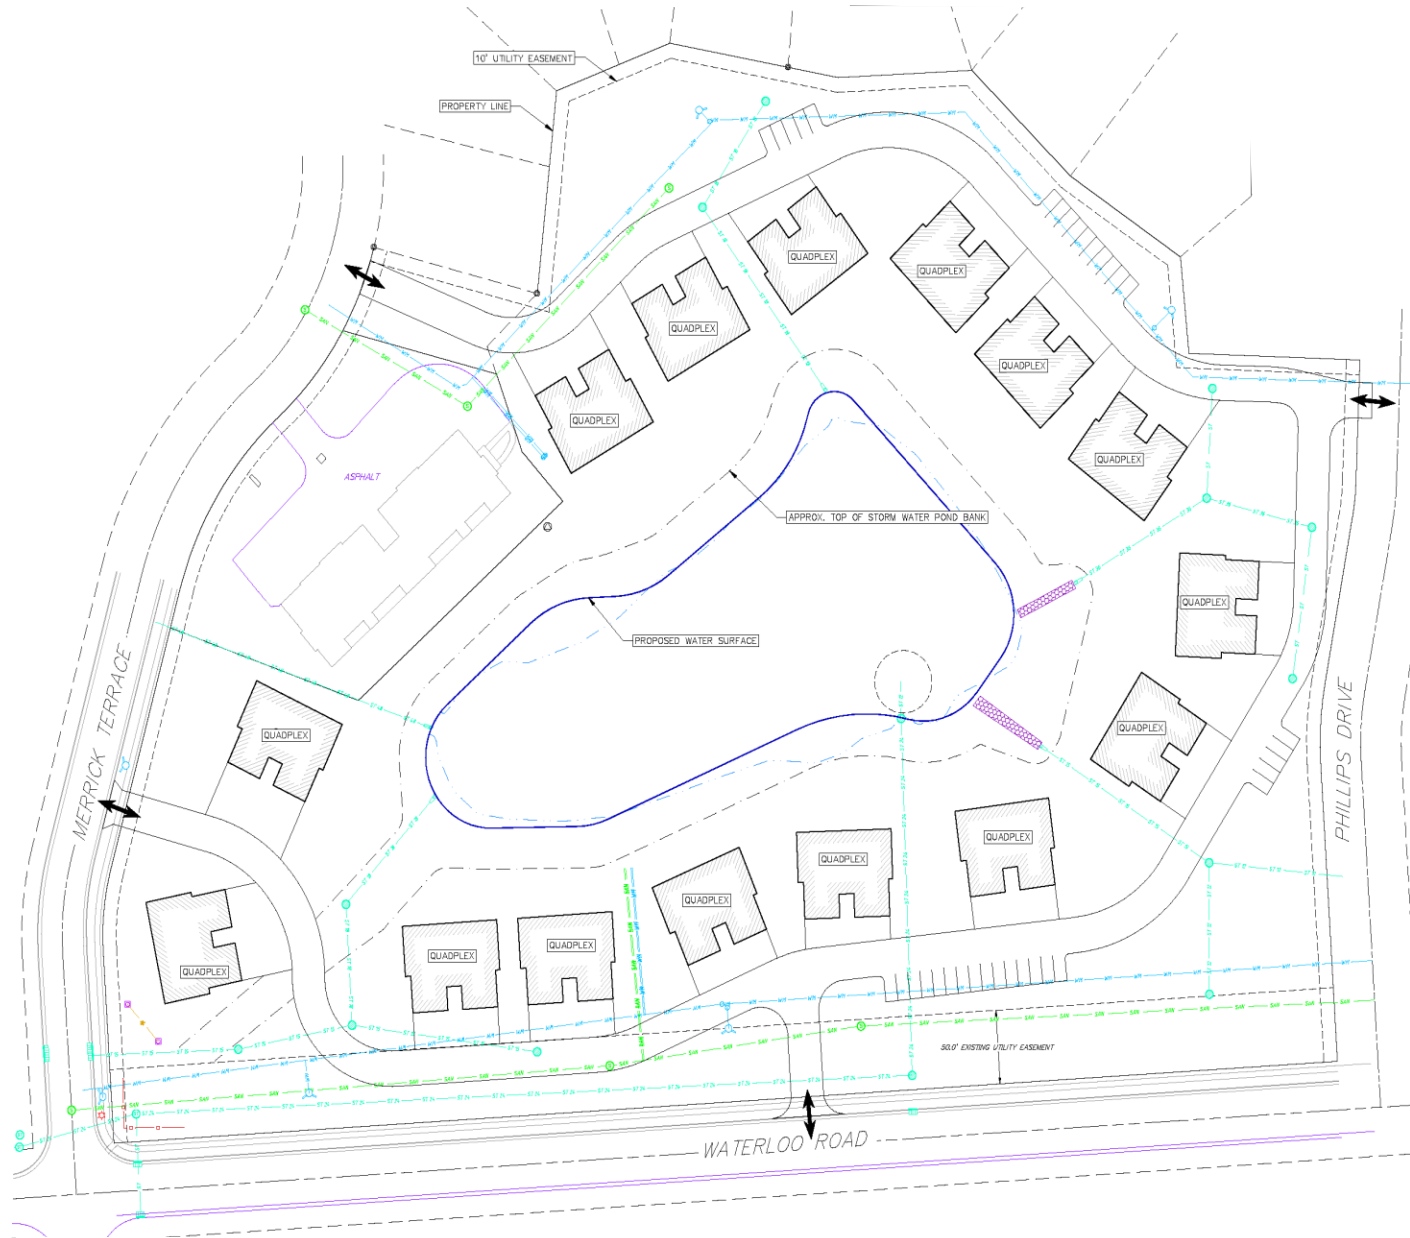 10' UTILITY EASEMENT
PROPERTY LINE
QUADPLEX
QUADPLEX
QUADPLEX
QUADPLEX
QUADPLEX
QUADPLEX
QUADPLEX
ASPHALT
APPROX. TOP OF STORM WATER POND BANK
QUADPLEX
PROPOSED WATER SURFACE
MERRICK TERRACE
PHILLIPS DRIVE
QUADPLEX
QUADPLEX
QUADPLEX
QUADPLEX
QUADPLEX
QUADPLEX
QUADPLEX
QUADPLEX
30.0' EXISTING UTILITY EASEMENT
WATERLOO ROAD